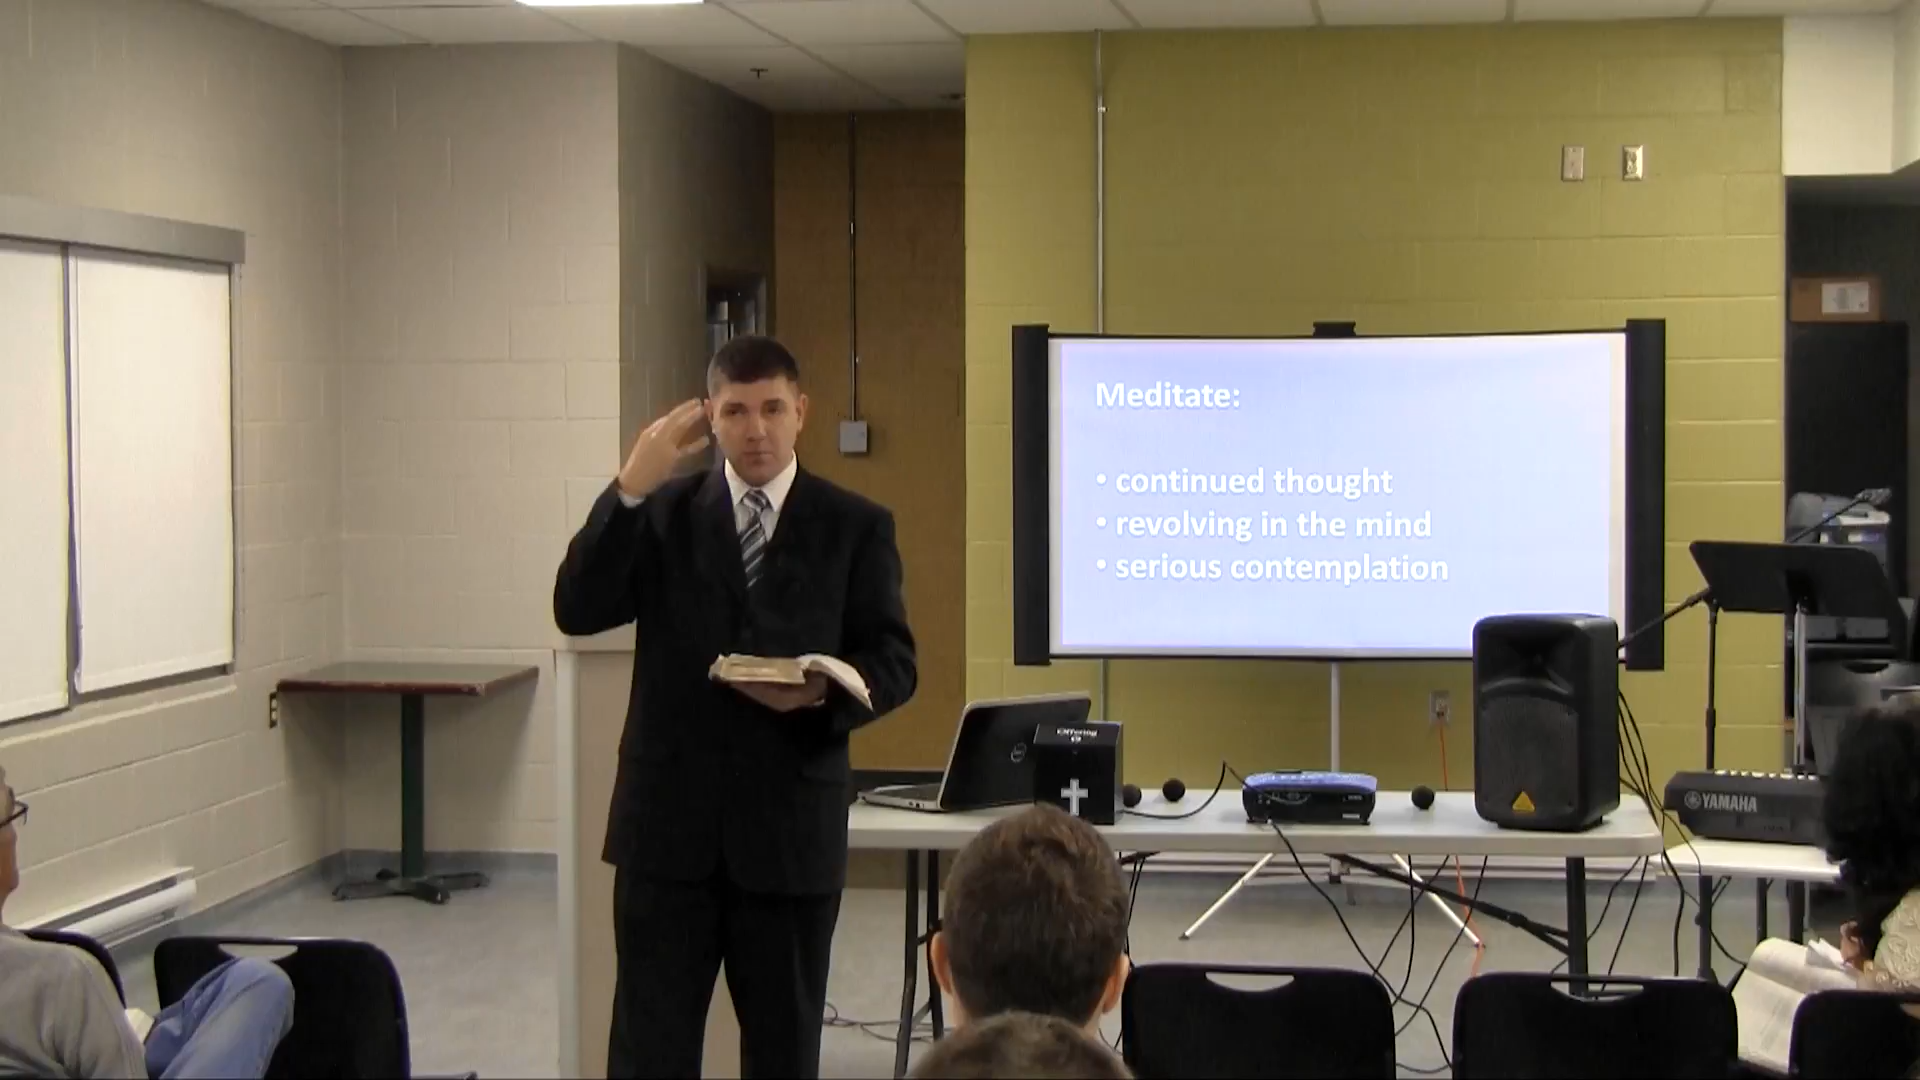 Meditate:
• continued thought
• revolving in the mind
• serious contemplation
Offering
YAMAHA